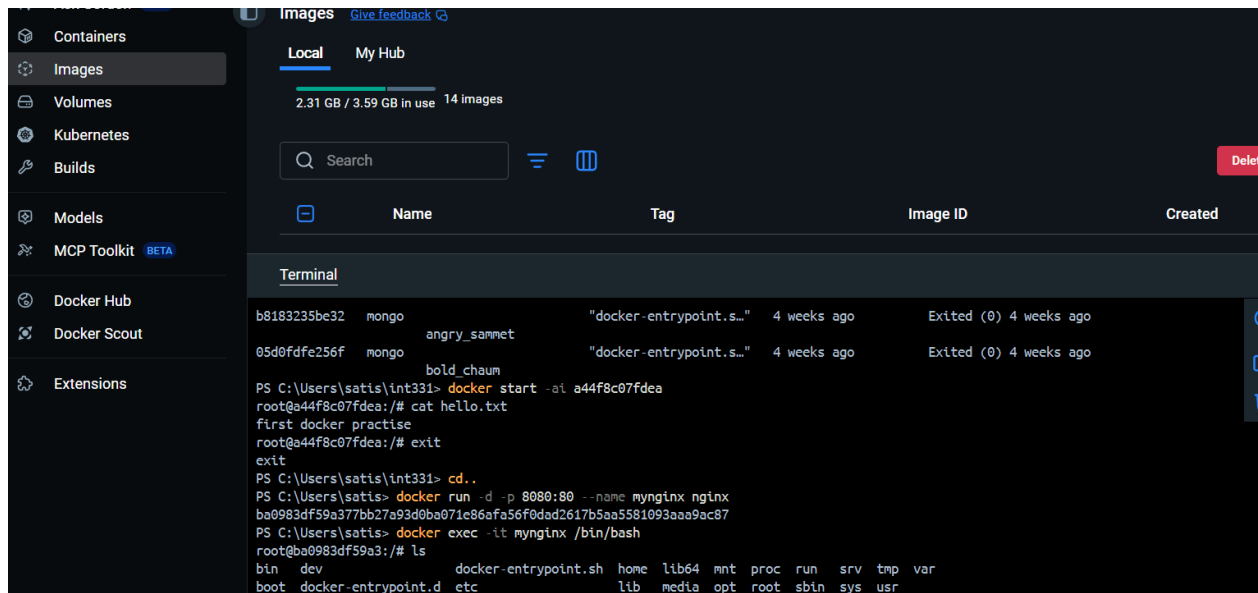 Containers
Images
Volumes
Kubernetes
Builds
Models
MCP Toolkit BETA
Docker Hub
Docker Scout
Extensions
Images Give feedback
Local My Hub
2.31 GB / 3.59 GB in use 14 images
Search
Delet
Name Tag Image ID Created
Terminal
b8183235be32 mongo "docker-entrypoint.s…" 4 weeks ago Exited (0) 4 weeks ago
angry_sammet
05d0fdfe256f mongo "docker-entrypoint.s…" 4 weeks ago Exited (0) 4 weeks ago
bold_chaum
PS C:\Users\satis\int331> docker start -ai a44f8c07fdea
root@a44f8c07fdea:/# cat hello.txt
first docker practise
root@a44f8c07fdea:/# exit
exit
PS C:\Users\satis\int331> cd..
PS C:\Users\satis> docker run -d -p 8080:80 --name mynginx nginx
ba0983df59a377bb27a93d0ba071e86afa56f0dad2617b5aa5581093aaa9ac87
PS C:\Users\satis> docker exec -it mynginx /bin/bash
root@ba0983df59a3:/# ls
bin dev docker-entrypoint.sh home lib64 mnt proc run srv tmp var
boot docker-entrypoint.d etc lib media opt root sbin sys usr